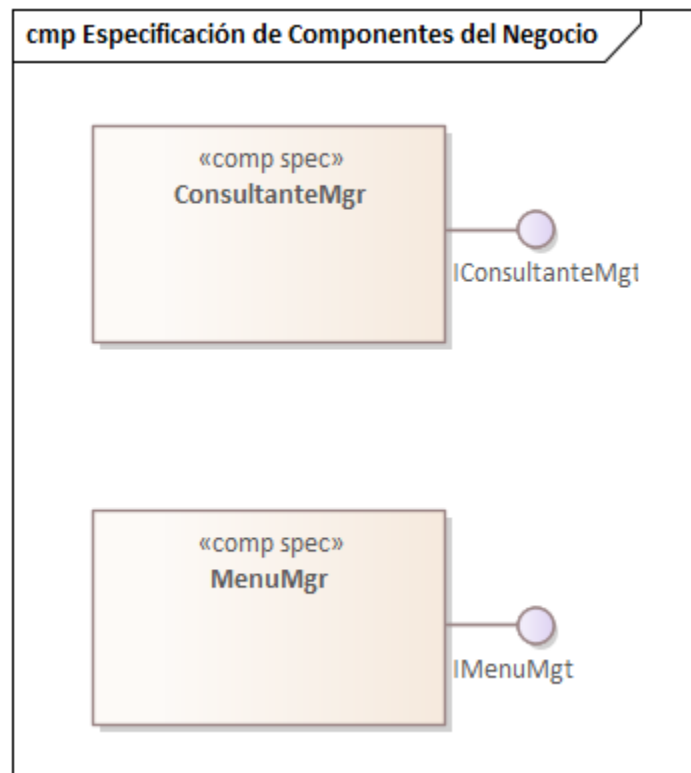 cmp Especificación de Componentes del Negocio
«comp spec»
ConsultanteMgr
IConsultanteMgt
«comp spec»
MenuMgr
IMenuMgt